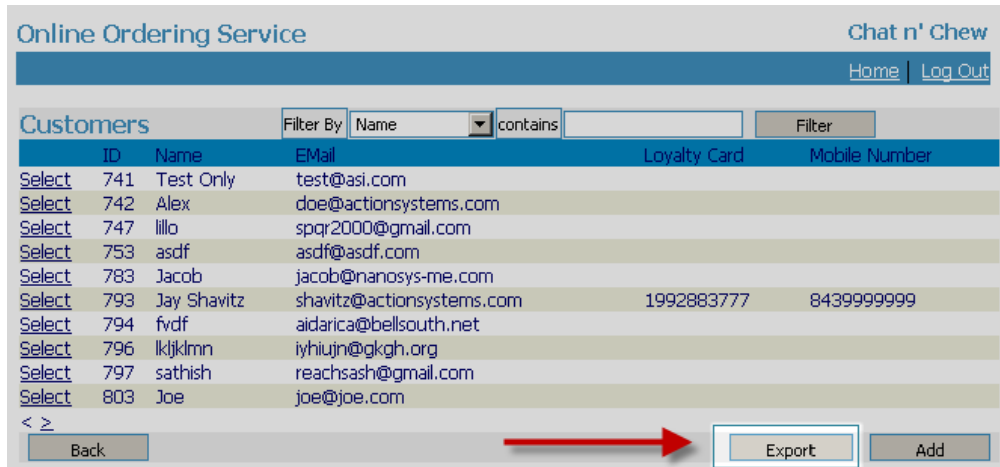 Online Ordering Service Chat n' Chew
Home Log Out
Customers Filter By Name contains Filter
ID Name EMail Loyalty Card Mobile Number
Select 741 Test Only test@asi.com
Select 742 Alex doe@actionsystems.com
Select 747 lillo spqr2000@gmail.com
Select 753 asdf asdf@asdf.com
Select 783 Jacob jacob@nanosys-me.com
Select 793 Jay Shavitz shavitz@actionsystems.com 1992883777 8439999999
Select 794 fvdf aidarica@bellsouth.net
Select 796 lkljklmn iyhiujn@gkgh.org
Select 797 sathish reachsash@gmail.com
Select 803 Joe joe@joe.com
< >
Back Export Add